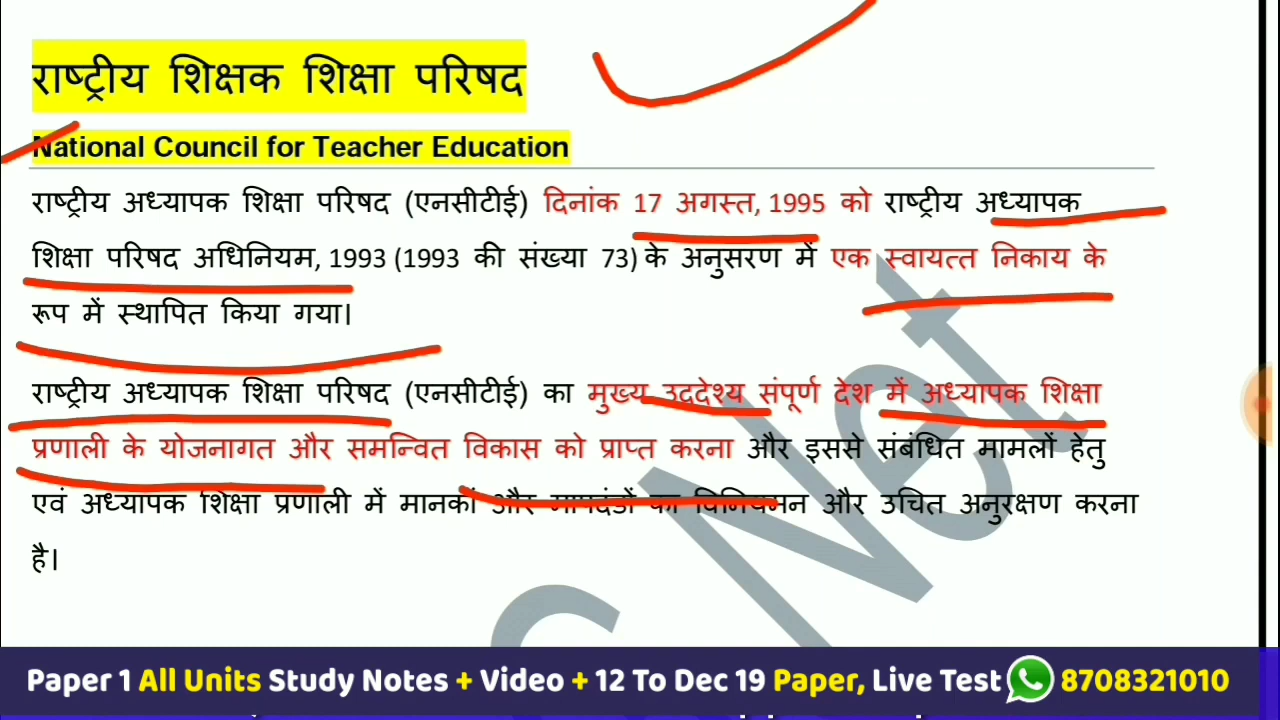 राष्ट्रीय शिक्षक शिक्षा परिषद
National Council for Teacher Education
राष्ट्रीय अध्यापक शिक्षा परिषद (एनसीटीई) दिनांक 17 अगस्त, 1995 को राष्ट्रीय अध्यापक
शिक्षा परिषद अधिनियम, 1993 (1993 की संख्या 73) के अनुसरण में एक स्वायत्त निकाय के
रूप में स्थापित किया गया।
राष्ट्रीय अध्यापक शिक्षा परिषद (एनसीटीई) का मुख्य उददेश्य संपूर्ण देश में अध्यापक शिक्षा
प्रणाली के योजनागत और समन्वित विकास को प्राप्त करना और इससे संबंधित मामलों हेतु
एवं अध्यापक शिक्षा प्रणाली में मानकों और मापदंडों का विनियमन और उचित अनुरक्षण करना
है।
Net
Paper 1 All Units Study Notes + Video + 12 To Dec 19 Paper, Live Test 8708321010